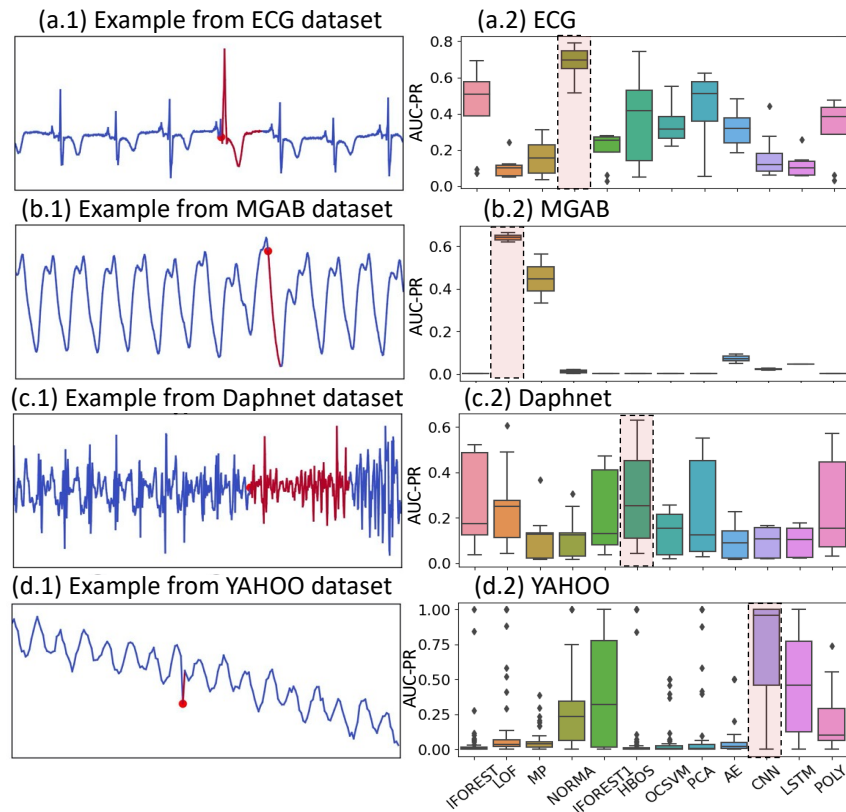 (a.1) Example from ECG dataset
(a.2) ECG
AUC-PR
0.8
0.6
0.4
0.2
0.0
(b.1) Example from MGAB dataset
(b.2) MGAB
AUC-PR
0.6
0.4
0.2
0.0
(c.1) Example from Daphnet dataset
(c.2) Daphnet
AUC-PR
0.6
0.4
0.2
0.0
(d.1) Example from YAHOO dataset
(d.2) YAHOO
AUC-PR
1.00
0.75
0.50
0.25
0.00
IFOREST
LOF
MP
NORMA
IFOREST1
HBOS
OCSVM
PCA
AE
CNN
LSTM
POLY